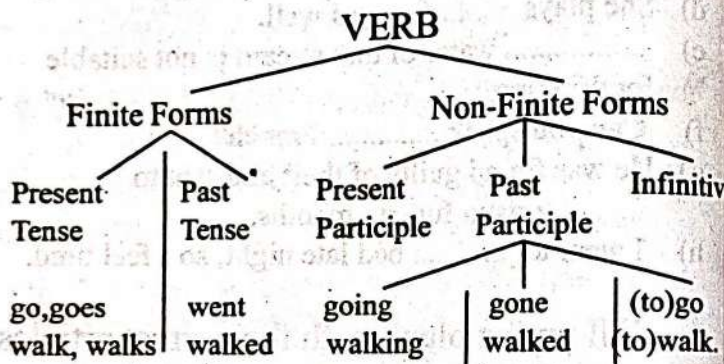 VERB
Finite Forms Non-Finite Forms
Present Past Present Past Infinitiv
Tense Tense Participle Participle
go,goes went going gone (to)go
walk, walks walked walking walked (to)walk.